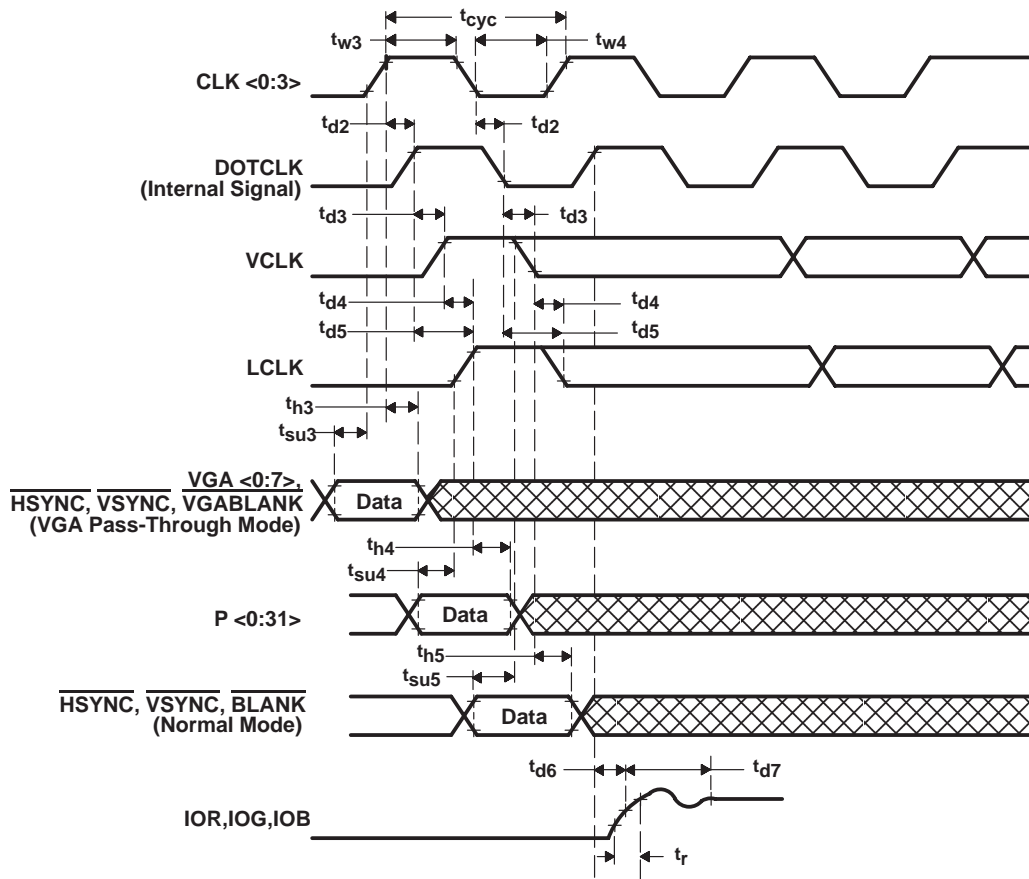 tcyc
tw3
tw4
CLK <0:3>
td2
td2
DOTCLK
(Internal Signal)
td3
td3
VCLK
td4
td4
td5
td5
LCLK
th3
tsu3
VGA <0:7>,
HSYNC, VSYNC, VGABLANK
(VGA Pass-Through Mode)
Data
th4
tsu4
P <0:31>
Data
th5
tsu5
HSYNC, VSYNC, BLANK
(Normal Mode)
Data
td6
td7
IOR,IOG,IOB
tr